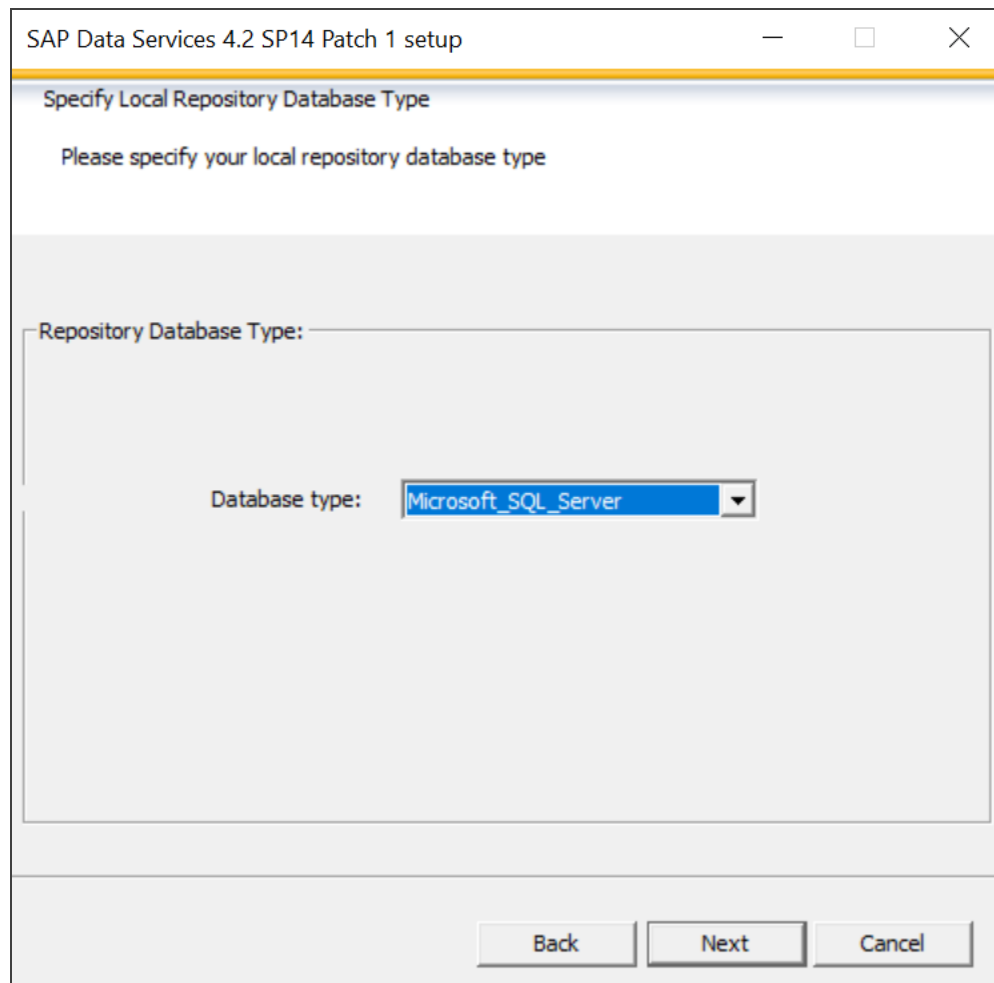 SAP Data Services 4.2 SP14 Patch 1 setup
Specify Local Repository Database Type
Please specify your local repository database type
Repository Database Type:
Database type: Microsoft_SQL_Server
Back Next Cancel